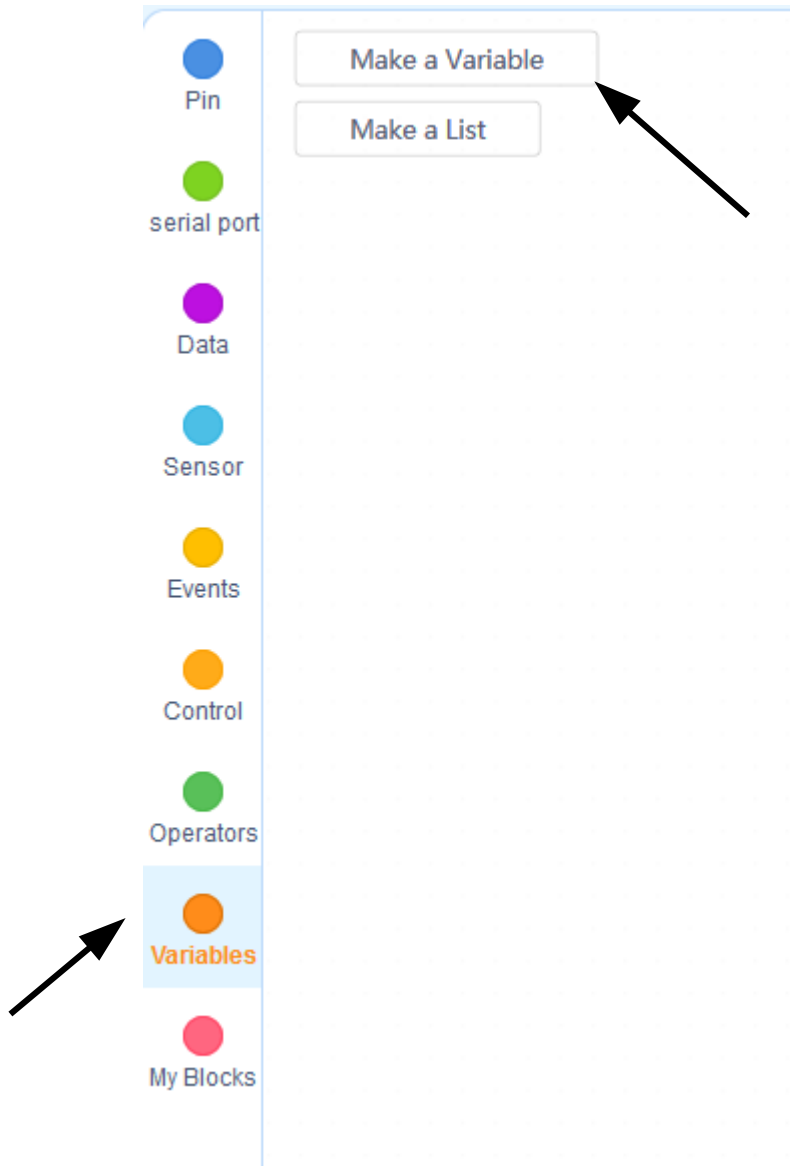 Make a Variable
Make a List
Pin
serial port
Data
Sensor
Events
Control
Operators
Variables
My Blocks